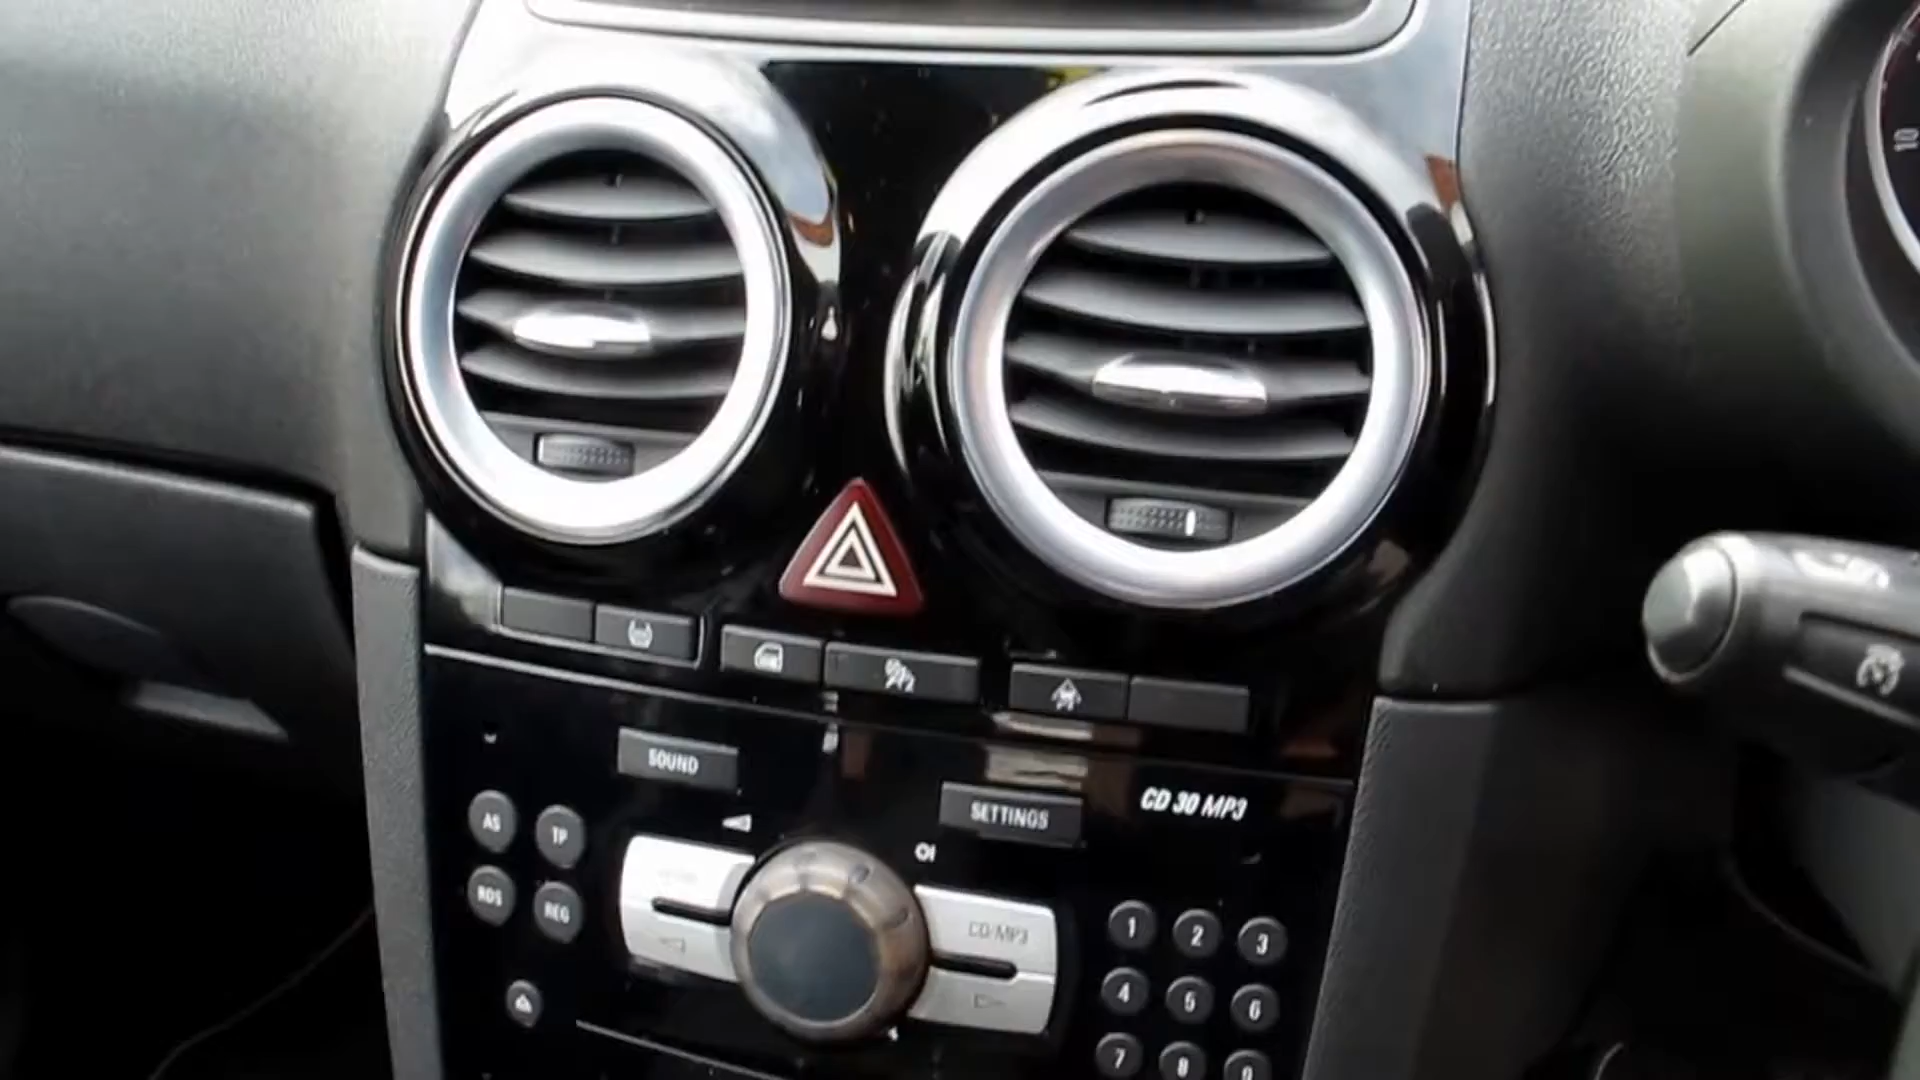 10
SOUND
SETTINGS
CD 30 MP3
AS
TP
RDS
REG
CD/MP3
1 2 3
4 5 6
7 8 9